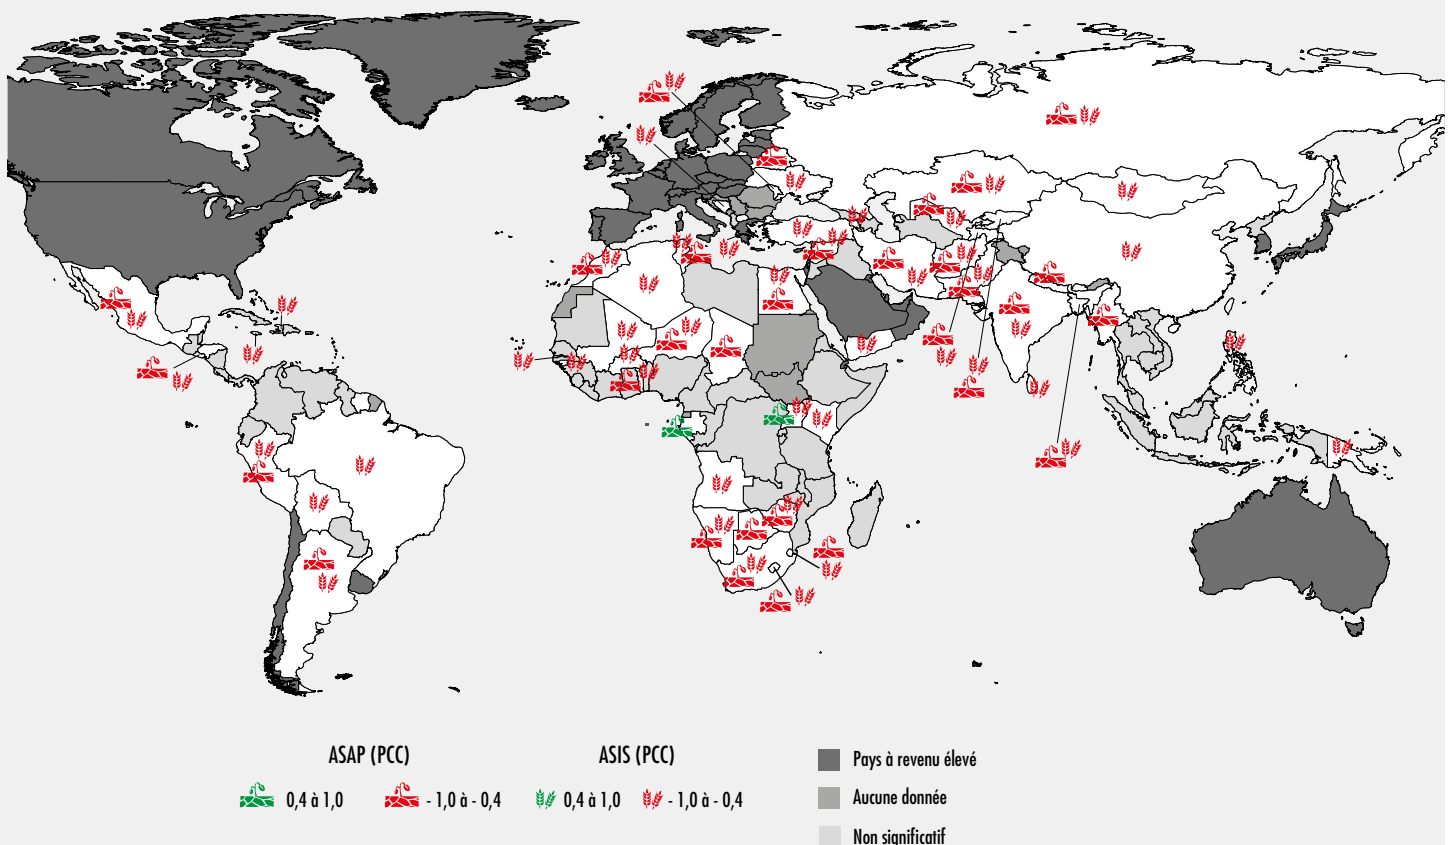 ASAP (PCC)
ASIS (PCC)
0,4 à 1,0
- 1,0 à - 0,4
0,4 à 1,0
- 1,0 à - 0,4
Pays à revenu élevé
Aucune donnée
Non significatif